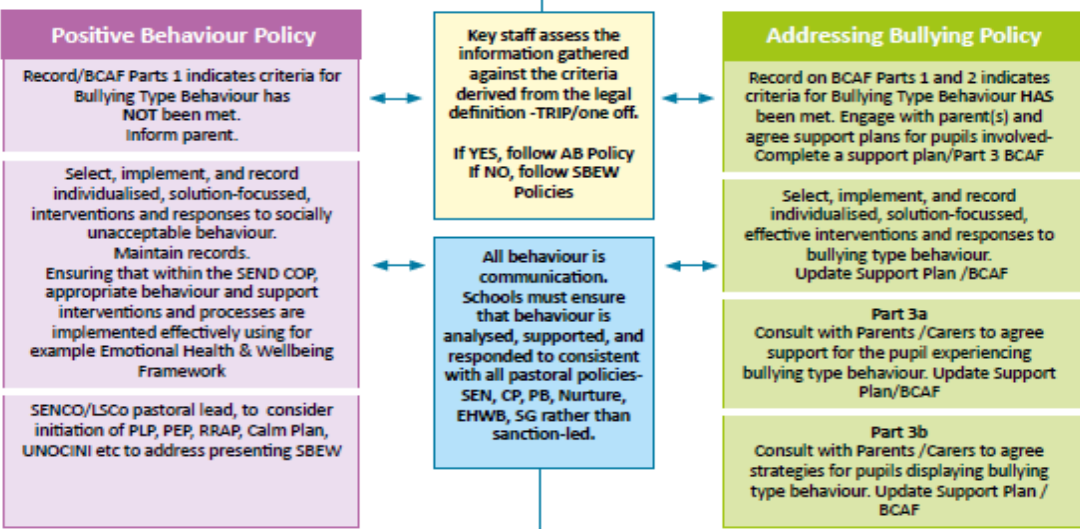 Positive Behaviour Policy
Record/BCAF Parts 1 indicates criteria for
Bullying Type Behaviour has
NOT been met.
Inform parent.
Select, implement, and record
individualised, solution-focussed,
interventions and responses to socially
unacceptable behaviour.
Maintain records.
Ensuring that within the SEND COP,
appropriate behaviour and support
interventions and processes are
implemented effectively using for
example Emotional Health & Wellbeing
Framework
SENCO/LSCo pastoral lead, to consider
initiation of PLP, PEP, RRAP, Calm Plan,
UNOCINI etc to address presenting SBEW
Key staff assess the
information gathered
against the criteria
derived from the legal
definition -TRIP/one off.
If YES, follow AB Policy
If NO, follow SBEW
Policies
All behaviour is
communication.
Schools must ensure
that behaviour is
analysed, supported, and
responded to consistent
with all pastoral policies-
SEN, CP, PB, Nurture,
EHWB, SG rather than
sanction-led.
Addressing Bullying Policy
Record on BCAF Parts 1 and 2 indicates
criteria for Bullying Type Behaviour HAS
been met. Engage with parent(s) and
agree support plans for pupils involved-
Complete a support plan/Part 3 BCAF
Select, implement, and record
individualised, solution-focussed,
effective interventions and responses to
bullying type behaviour.
Update Support Plan /BCAF
Part 3a
Consult with Parents /Carers to agree
support for the pupil experiencing
bullying type behaviour. Update Support
Plan/BCAF
Part 3b
Consult with Parents /Carers to agree
strategies for pupils displaying bullying
type behaviour. Update Support Plan /
BCAF